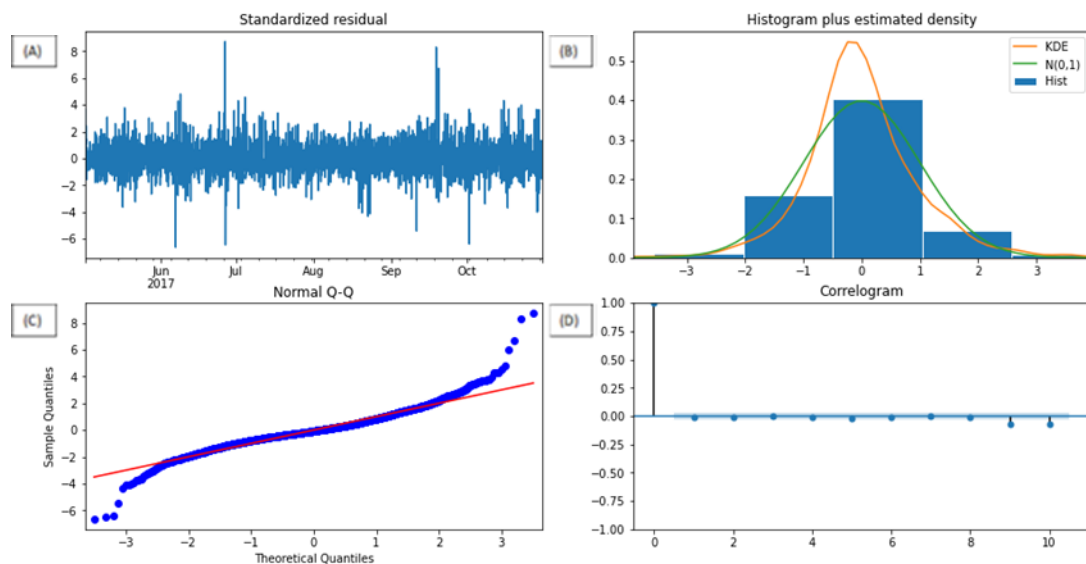 Standardized residual
(A)
8
6
4
2
0
−2
−4
−6
Jun
2017
Jul
Aug
Sep
Oct
Histogram plus estimated density
(B)
KDE
N(0,1)
Hist
0.5
0.4
0.3
0.2
0.1
0.0
−3 −2 −1 0 1 2 3
Normal Q-Q
(C)
Sample Quantiles
8
6
4
2
0
−2
−4
−6
−3 −2 −1 0 1 2 3
Theoretical Quantiles
Correlogram
(D)
1.00
0.75
0.50
0.25
0.00
−0.25
−0.50
−0.75
−1.00
0 2 4 6 8 10